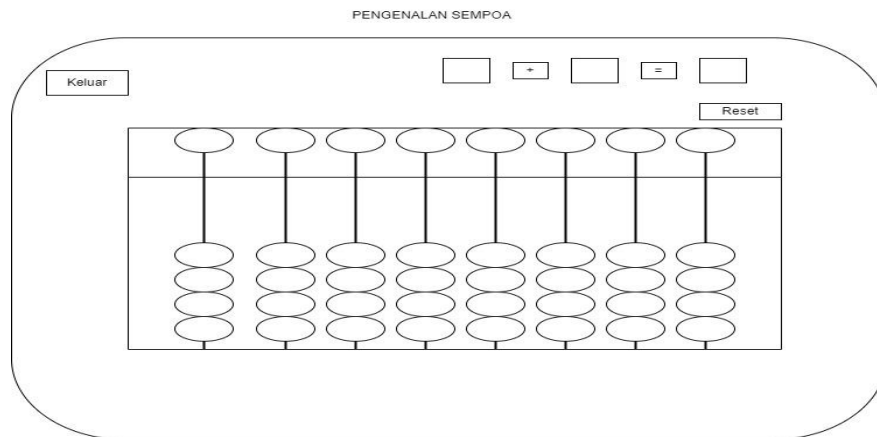 PENGENALAN SEMPOA
Keluar
+ =
Reset